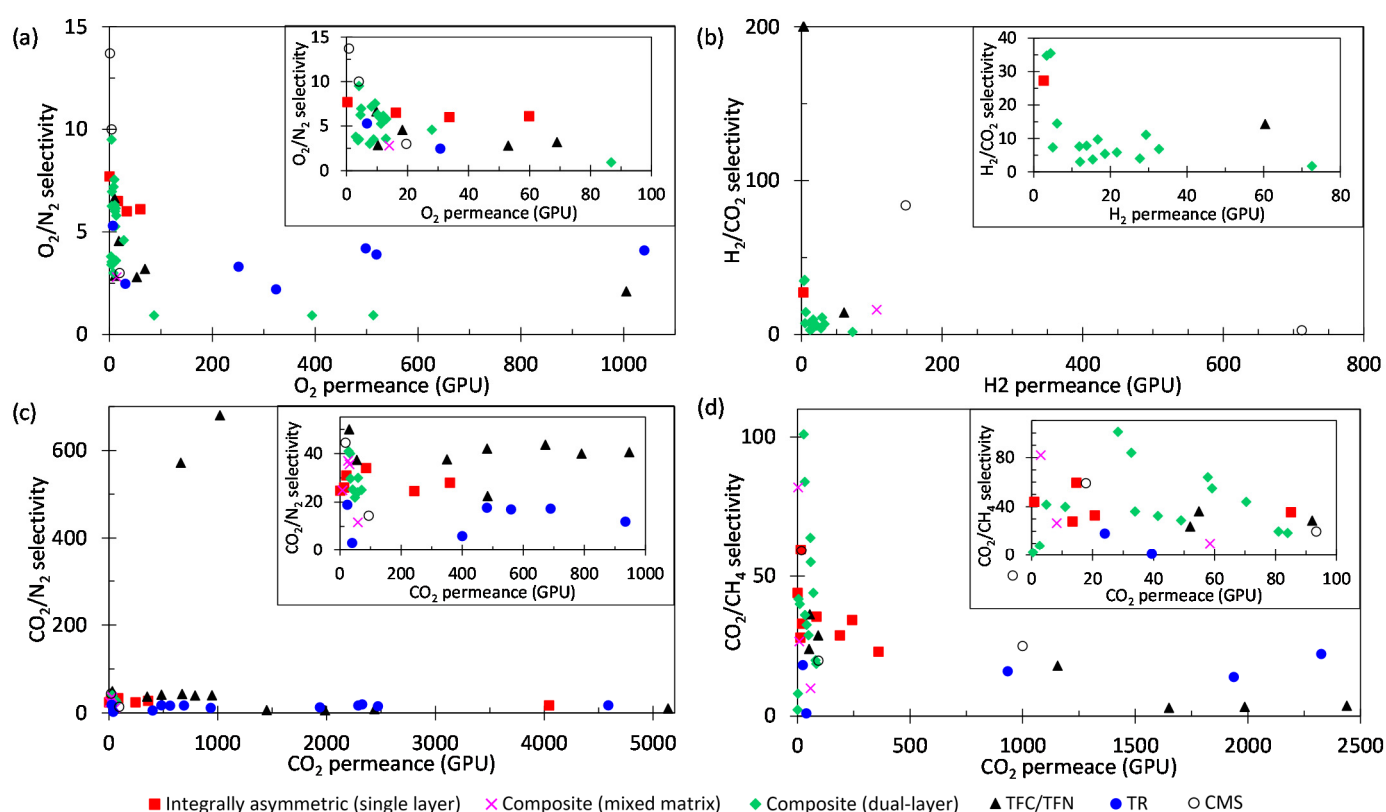 (a)
15
10
5
0
O2/N2 selectivity
0 200 400 600 800 1000
O2 permeance (GPU)
15
10
5
0
O2/N2 selectivity
0 20 40 60 80 100
O2 permeance (GPU)
(b)
200
100
0
H2/CO2 selectivity
0 200 400 600 800
H2 permeance (GPU)
40
30
20
10
0
H2/CO2 selectivity
0 20 40 60 80
H2 permeance (GPU)
(c)
600
400
200
0
CO2/N2 selectivity
0 1000 2000 3000 4000 5000
CO2 permeance (GPU)
40
20
0
CO2/N2 selectivity
0 200 400 600 800 1000
CO2 permeance (GPU)
(d)
100
50
0
CO2/CH4 selectivity
0 500 1000 1500 2000 2500
CO2 permeace (GPU)
80
40
0
CO2/CH4 selectivity
0 20 40 60 80 100
CO2 permeace (GPU)
Integrally asymmetric (single layer) Composite (mixed matrix) Composite (dual-layer) TFC/TFN TR CMS